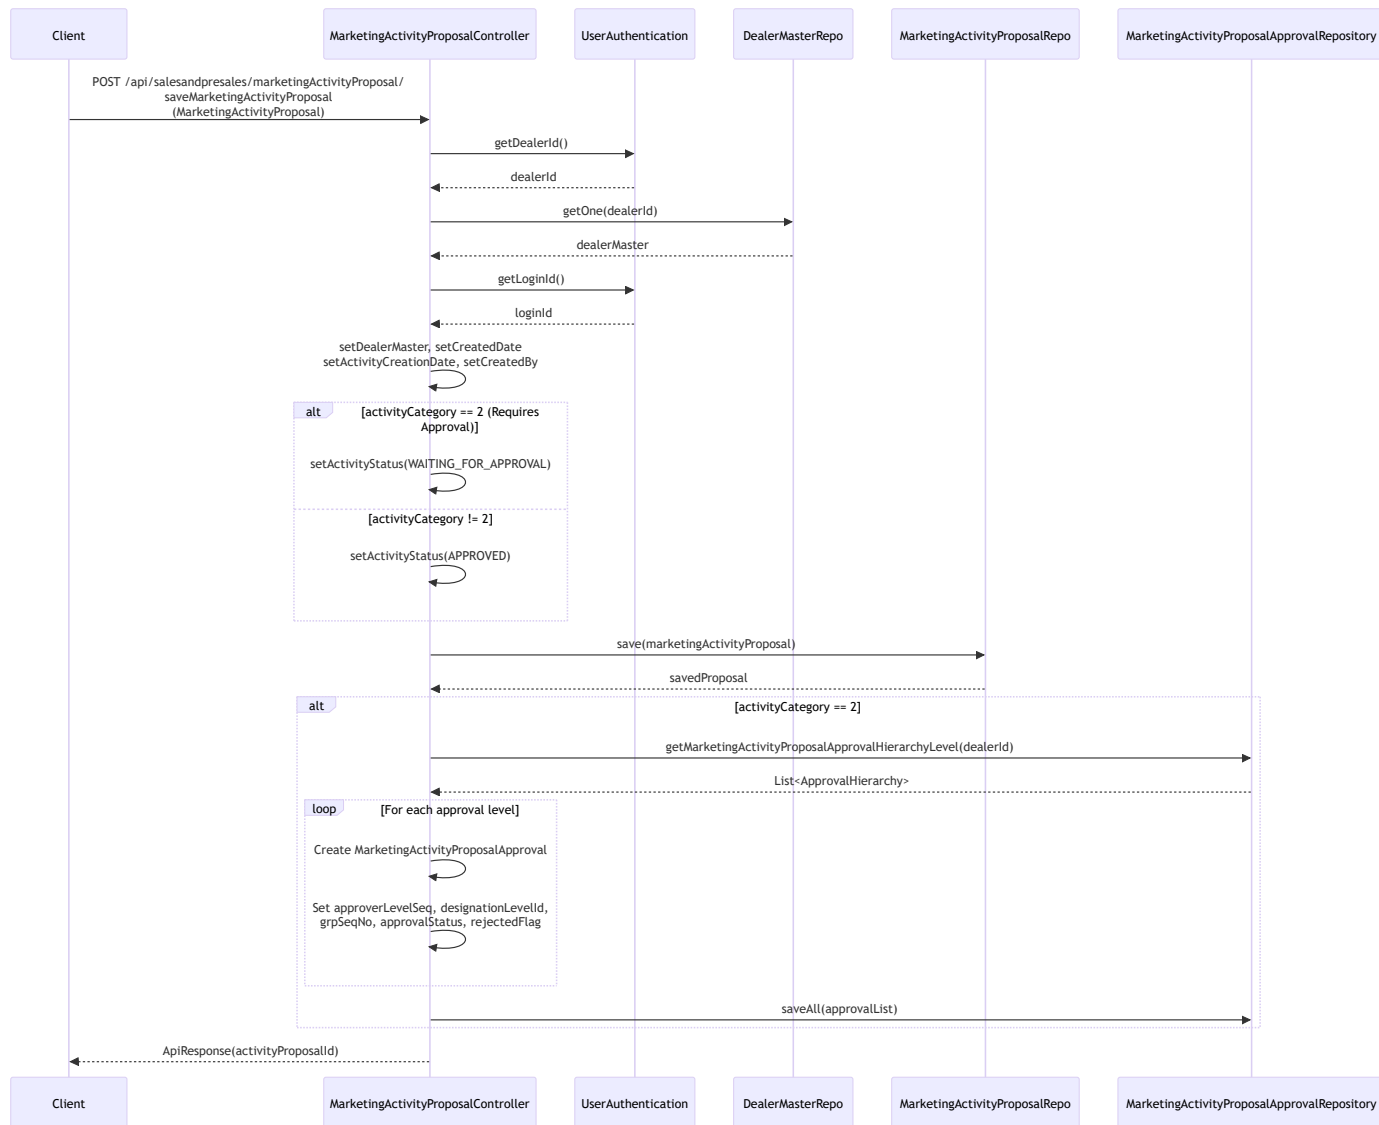 Client
MarketingActivityProposalController
UserAuthentication
DealerMasterRepo
MarketingActivityProposalRepo
MarketingActivityProposalApprovalRepository
POST /api/salesandpresales/marketingActivityProposal/
saveMarketingActivityProposal
(MarketingActivityProposal)
getDealerId()
dealerId
getOne(dealerId)
dealerMaster
getLoginId()
loginId
setDealerMaster, setCreatedDate
setActivityCreationDate, setCreatedBy
alt
[activityCategory == 2 (Requires
Approval)]
setActivityStatus(WAITING_FOR_APPROVAL)
[activityCategory != 2]
setActivityStatus(APPROVED)
save(marketingActivityProposal)
savedProposal
alt
[activityCategory == 2]
getMarketingActivityProposalApprovalHierarchyLevel(dealerId)
List<ApprovalHierarchy>
loop
[For each approval level]
Create MarketingActivityProposalApproval
Set approverLevelSeq, designationLevelId,
grpSeqNo, approvalStatus, rejectedFlag
saveAll(approvalList)
ApiResponse(activityProposalId)
Client
MarketingActivityProposalController
UserAuthentication
DealerMasterRepo
MarketingActivityProposalRepo
MarketingActivityProposalApprovalRepository